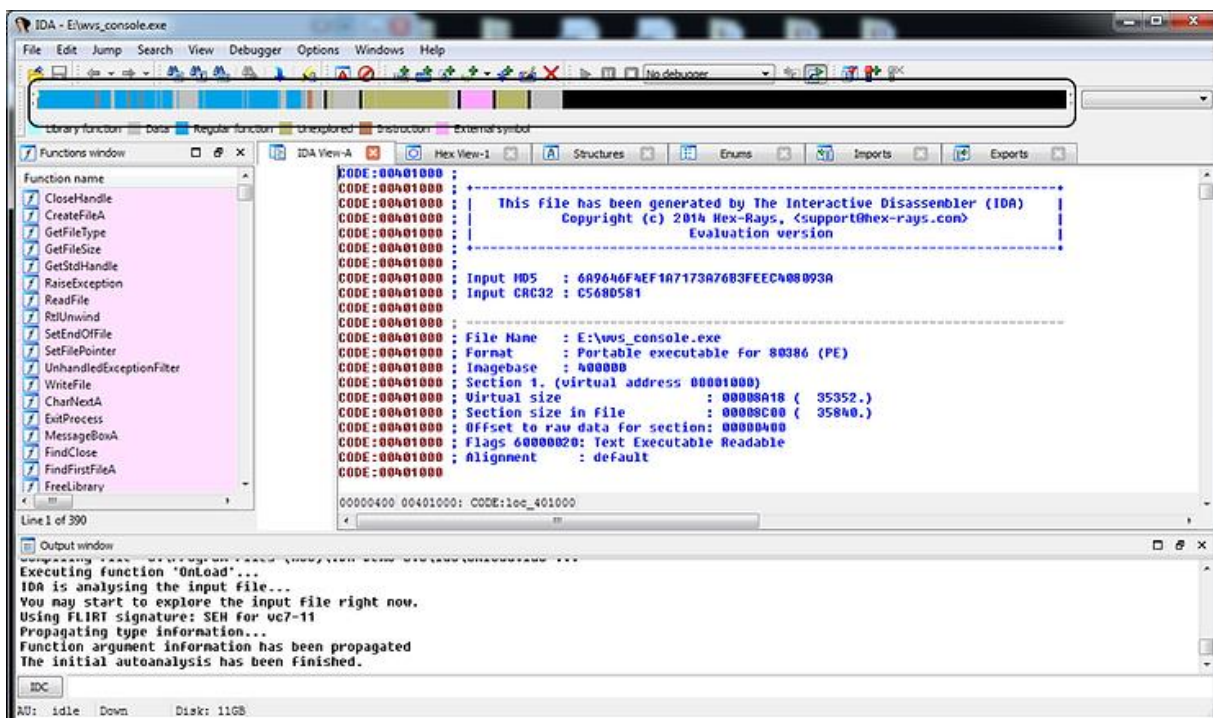 IDA - E:\wvs_console.exe
File Edit Jump Search View Debugger Options Windows Help
No debugger
Library function Data Regular function Unexplored Instruction External symbol
Functions window IDA View-A Hex View-1 Structures Enums Imports Exports
Function name
CloseHandle
CreateFileA
GetFileType
GetFileSize
GetStdHandle
RaiseException
ReadFile
RtlUnwind
SetEndOfFile
SetFilePointer
UnhandledExceptionFilter
WriteFile
CharNextA
ExitProcess
MessageBoxA
FindClose
FindFirstFileA
FreeLibrary
Line 1 of 390
CODE:00401000 ;
CODE:00401000 ; +-------------------------------------------------------------------------+
CODE:00401000 ; | This file has been generated by The Interactive Disassembler (IDA) |
CODE:00401000 ; | Copyright (c) 2014 Hex-Rays, <support@hex-rays.com> |
CODE:00401000 ; | Evaluation version |
CODE:00401000 ; +-------------------------------------------------------------------------+
CODE:00401000 ;
CODE:00401000 ; Input MD5 : 6A9646F4EF1A7173A76B3FEEC408093A
CODE:00401000 ; Input CRC32 : C568D581
CODE:00401000
CODE:00401000 ; ---------------------------------------------------------------------------
CODE:00401000 ; File Name : E:\wvs_console.exe
CODE:00401000 ; Format : Portable executable for 80386 (PE)
CODE:00401000 ; Imagebase : 400000
CODE:00401000 ; Section 1. (virtual address 00001000)
CODE:00401000 ; Virtual size : 00008A18 ( 35352.)
CODE:00401000 ; Section size in file : 00008C00 ( 35840.)
CODE:00401000 ; Offset to raw data for section: 00000400
CODE:00401000 ; Flags 60000020: Text Executable Readable
CODE:00401000 ; Alignment : default
CODE:00401000
00000400 00401000: CODE:loc_401000
Output window
Executing function 'OnLoad'...
IDA is analysing the input file...
You may start to explore the input file right now.
Using FLIRT signature: SEH for vc7-11
Propagating type information...
Function argument information has been propagated
The initial autoanalysis has been finished.
IDC
AU: idle Down Disk: 11GB